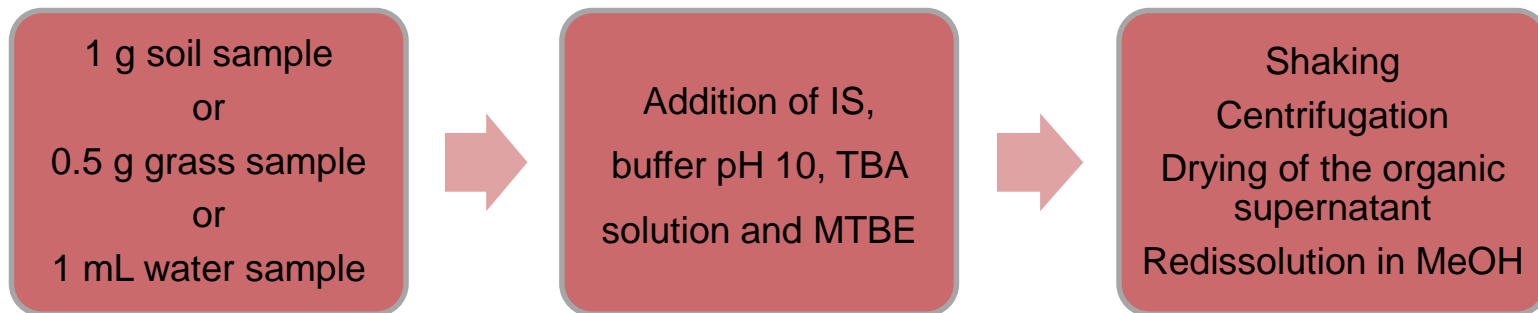 1 g soil sample
or
0.5 g grass sample
or
1 mL water sample
Addition of IS,
buffer pH 10, TBA
solution and MTBE
Shaking
Centrifugation
Drying of the organic
supernatant
Redissolution in MeOH